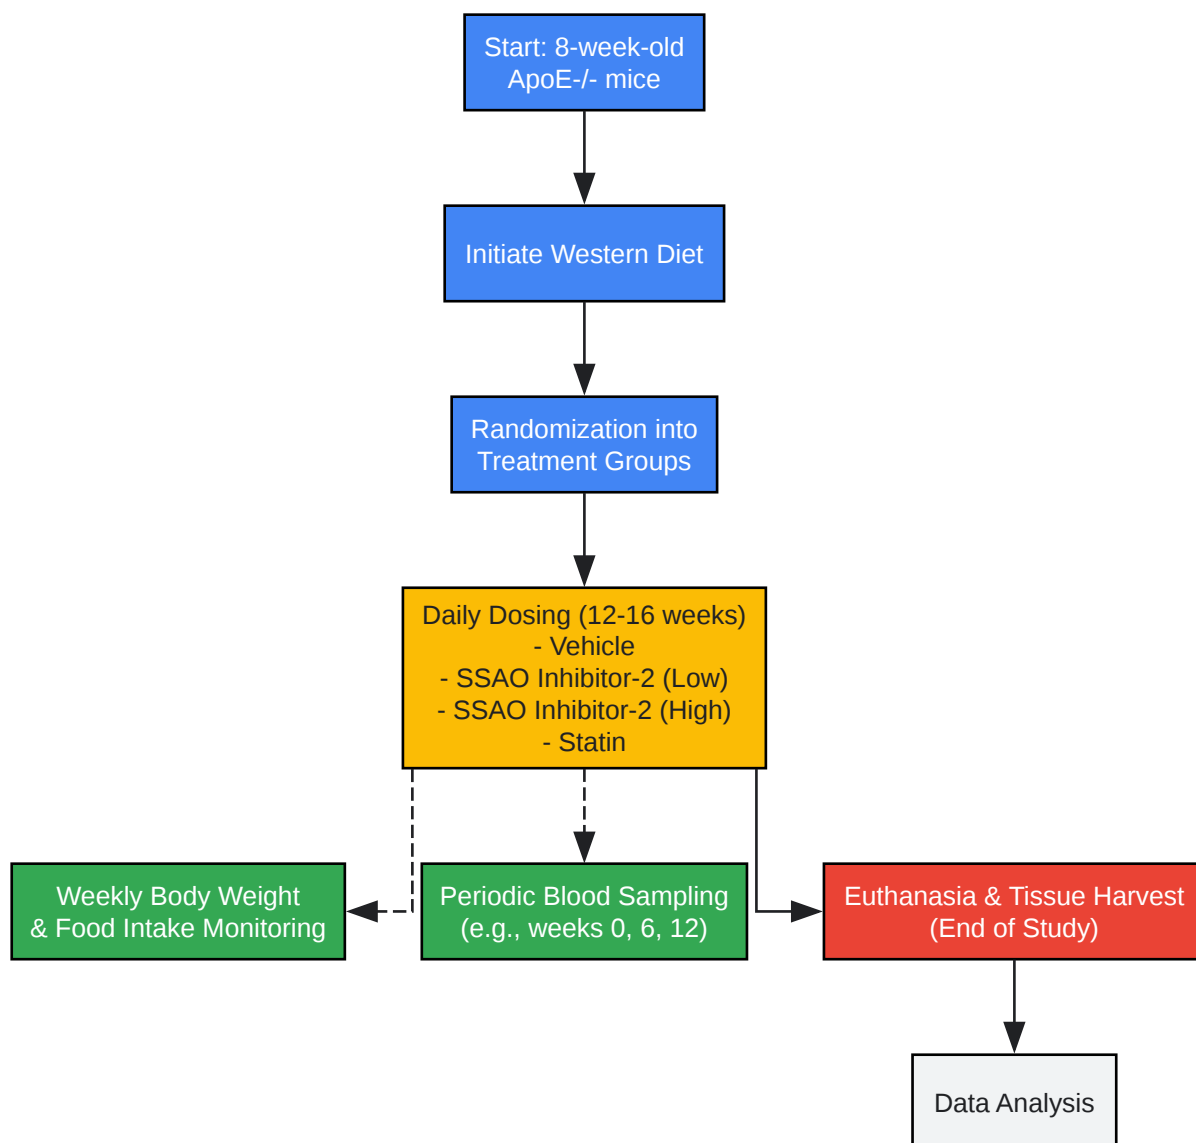 Start: 8-week-old
ApoE-/- mice
Initiate Western Diet
Randomization into
Treatment Groups
Daily Dosing (12-16 weeks)
- Vehicle
- SSAO Inhibitor-2 (Low)
- SSAO Inhibitor-2 (High)
- Statin
Weekly Body Weight
& Food Intake Monitoring
Periodic Blood Sampling
(e.g., weeks 0, 6, 12)
Euthanasia & Tissue Harvest
(End of Study)
Data Analysis